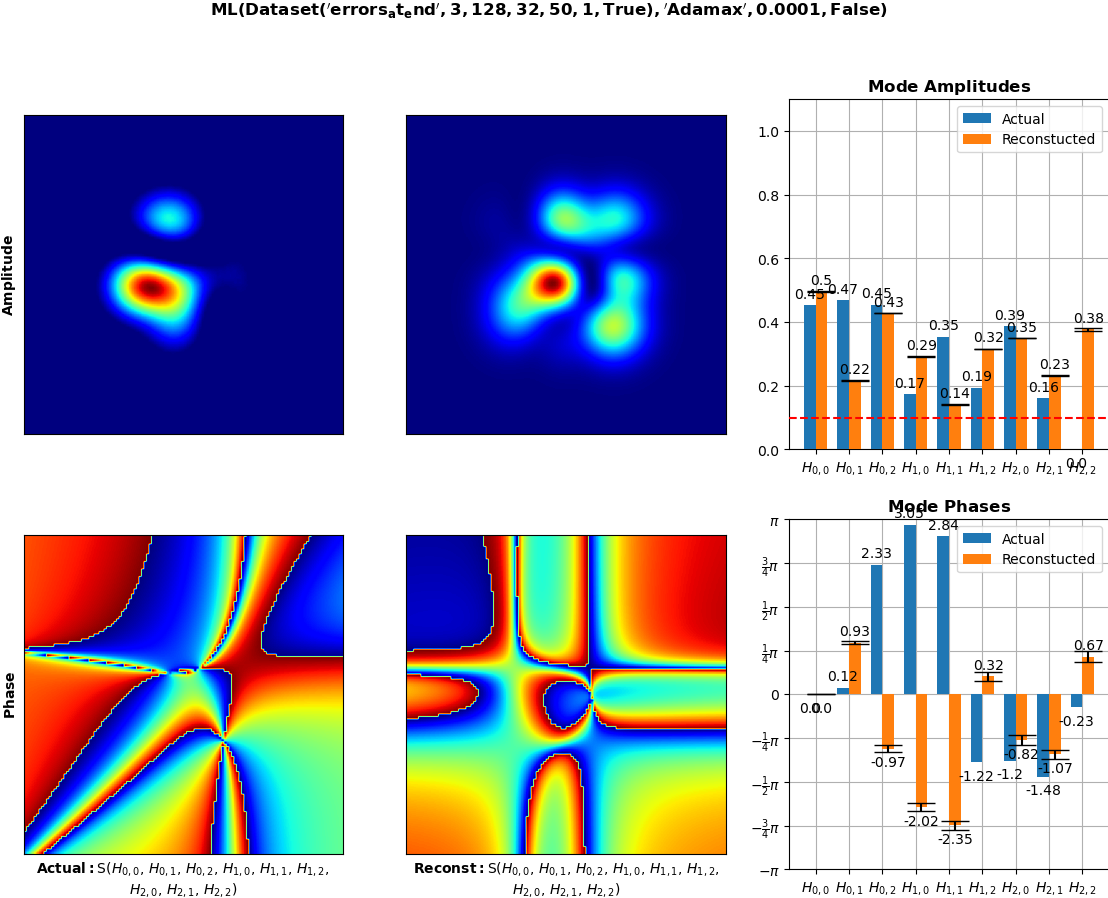 ML(Dataset('errors_at_end', 3, 128, 32, 50, 1, True), 'Adamax', 0.0001, False)
Amplitude
Mode Amplitudes
Actual
Reconstucted
1.0
0.8
0.6
0.4
0.2
0.0
0.45 0.5 0.47 0.22 0.45 0.43 0.17 0.29 0.35 0.14 0.19 0.32 0.39 0.35 0.16 0.23 0.0 0.38
H0,0 H0,1 H0,2 H1,0 H1,1 H1,2 H2,0 H2,1 H2,2
Phase
Mode Phases
Actual
Reconstucted
π
3/4π
1/2π
1/4π
0
−1/4π
−1/2π
−3/4π
−π
0.0 0.0 0.12 0.93 2.33 -0.97 3.05 -2.02 2.84 -2.35 -1.22 0.32 -1.2 -0.82 -1.48 -1.07 -0.23 0.67
H0,0 H0,1 H0,2 H1,0 H1,1 H1,2 H2,0 H2,1 H2,2
Actual: S(H0,0, H0,1, H0,2, H1,0, H1,1, H1,2,
H2,0, H2,1, H2,2)
Reconst: S(H0,0, H0,1, H0,2, H1,0, H1,1, H1,2,
H2,0, H2,1, H2,2)